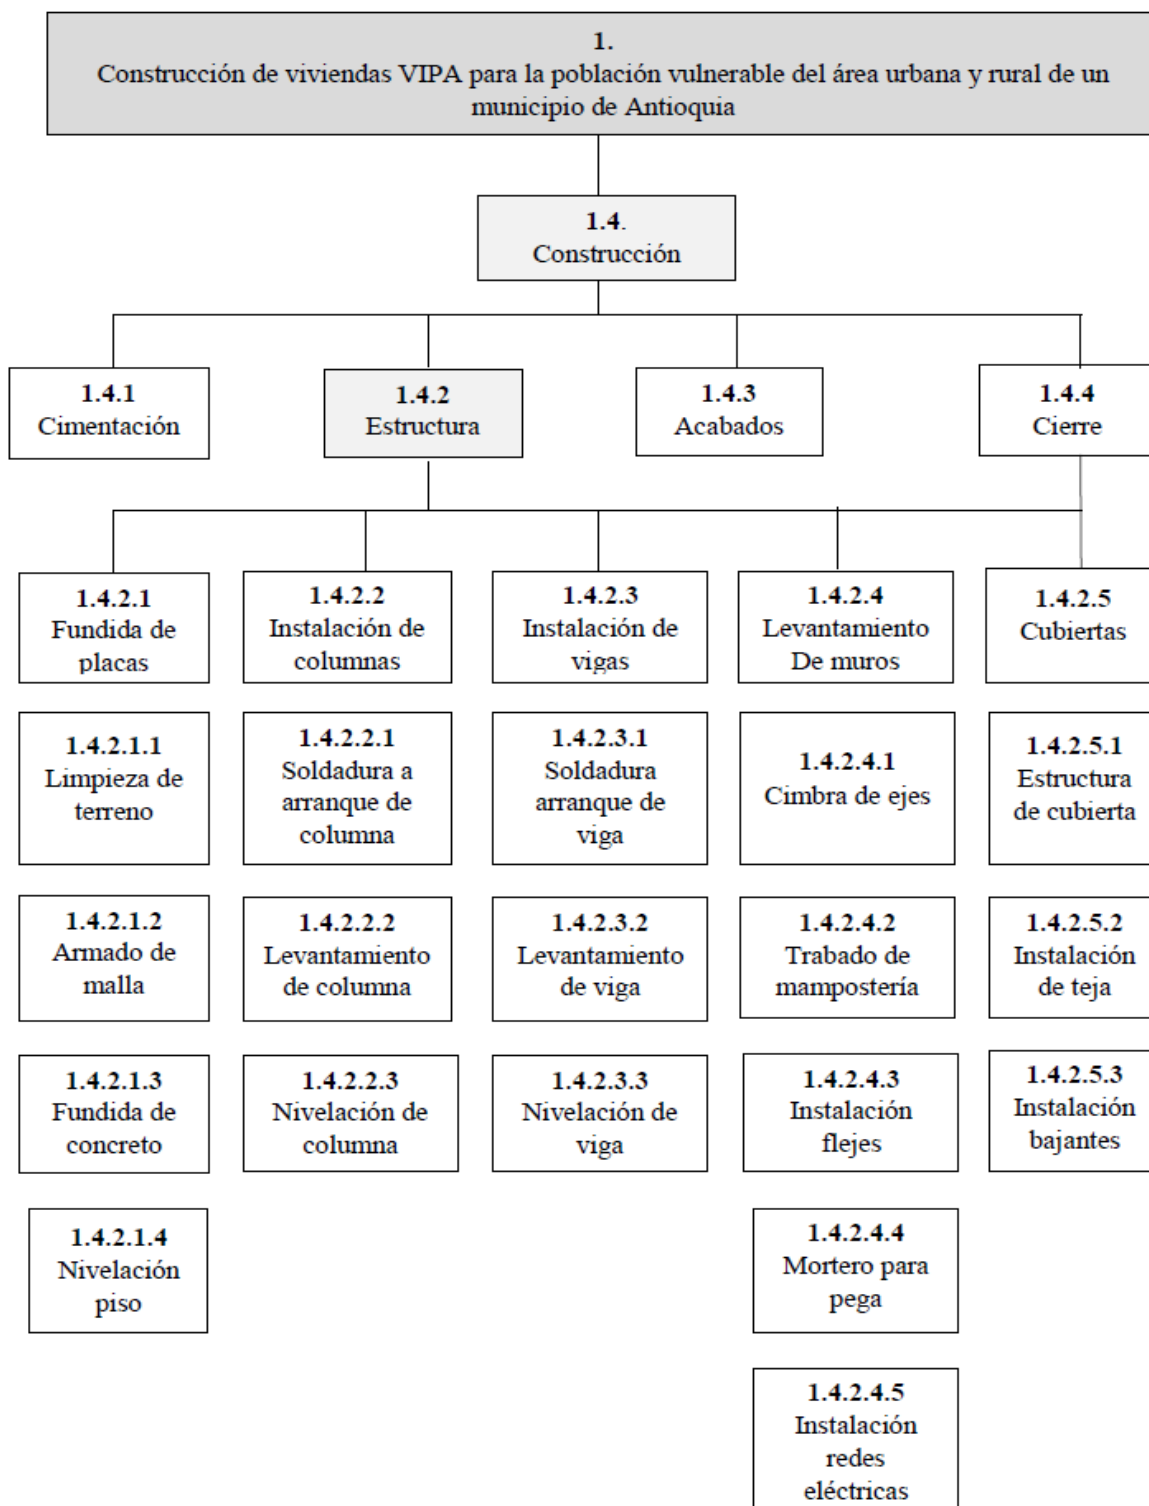 1.
Construcción de viviendas VIPA para la población vulnerable del área urbana y rural de un
municipio de Antioquia
1.4.
Construcción
1.4.1
Cimentación
1.4.2
Estructura
1.4.3
Acabados
1.4.4
Cierre
1.4.2.1
Fundida de
placas
1.4.2.2
Instalación de
columnas
1.4.2.3
Instalación de
vigas
1.4.2.4
Levantamiento
De muros
1.4.2.5
Cubiertas
1.4.2.1.1
Limpieza de
terreno
1.4.2.2.1
Soldadura a
arranque de
columna
1.4.2.3.1
Soldadura
arranque de
viga
1.4.2.4.1
Cimbra de ejes
1.4.2.5.1
Estructura
de cubierta
1.4.2.1.2
Armado de
malla
1.4.2.2.2
Levantamiento
de columna
1.4.2.3.2
Levantamiento
de viga
1.4.2.4.2
Trabado de
mampostería
1.4.2.5.2
Instalación
de teja
1.4.2.1.3
Fundida de
concreto
1.4.2.2.3
Nivelación de
columna
1.4.2.3.3
Nivelación de
viga
1.4.2.4.3
Instalación
flejes
1.4.2.5.3
Instalación
bajantes
1.4.2.1.4
Nivelación
piso
1.4.2.4.4
Mortero para
pega
1.4.2.4.5
Instalación
redes
eléctricas